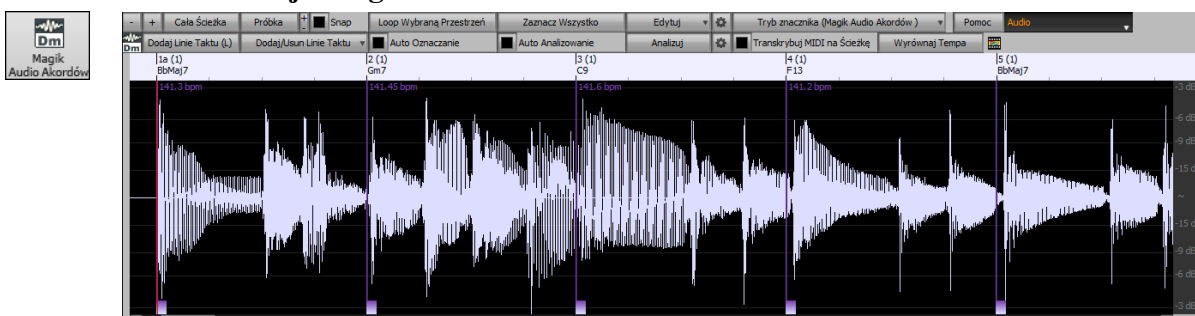 - + Cała Ścieżka Próbka + - Snap Loop Wybraną Przestrzeń Zaznacz Wszystko Edytuj Tryb znacznika (Magik Audio Akordów ) Pomoc Audio
Dm Dodaj Linie Taktu (L) Dodaj/Usun Linie Taktu Auto Oznaczanie Auto Analizowanie Analizuj Transkrybuj MIDI na Ścieżkę Wyrównaj Tempa
Dm
Magik
Audio Akordów
1a (1) 2 (1) 3 (1) 4 (1) 5 (1)
BbMaj7 Gm7 C9 F13 BbMaj7
141.3 bpm 141.45 bpm 141.6 bpm 141.2 bpm
-3 dB
-6 dB
-9 dB
-15 d
~
-15 d
-9 dB
-6 dB
-3 dB